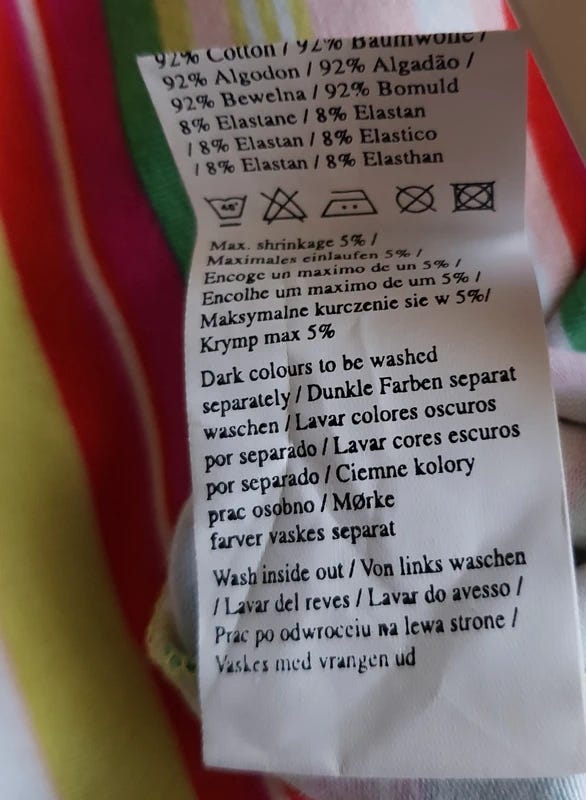 92% Cotton / 92% Baumwolle /
92% Algodon / 92% Algadão /
92% Bewelna / 92% Bomuld
8% Elastane / 8% Elastan
/ 8% Elastan / 8% Elastico
/ 8% Elastan / 8% Elasthan
40°
Max. shrinkage 5% /
Maximales einlaufen 5% /
Encoge un maximo de un 5% /
Encolhe um maximo de um 5% /
Maksymalne kurczenie sie w 5%/
Krymp max 5%
Dark colours to be washed
separately / Dunkle Farben separat
waschen / Lavar colores oscuros
por separado / Lavar cores escuros
por separado / Ciemne kolory
prac osobno / Mørke
farver vaskes separat
Wash inside out / Von links waschen
/ Lavar del reves / Lavar do avesso /
Prac po odwrocciu na lewa strone /
Vaskes med vrangen ud